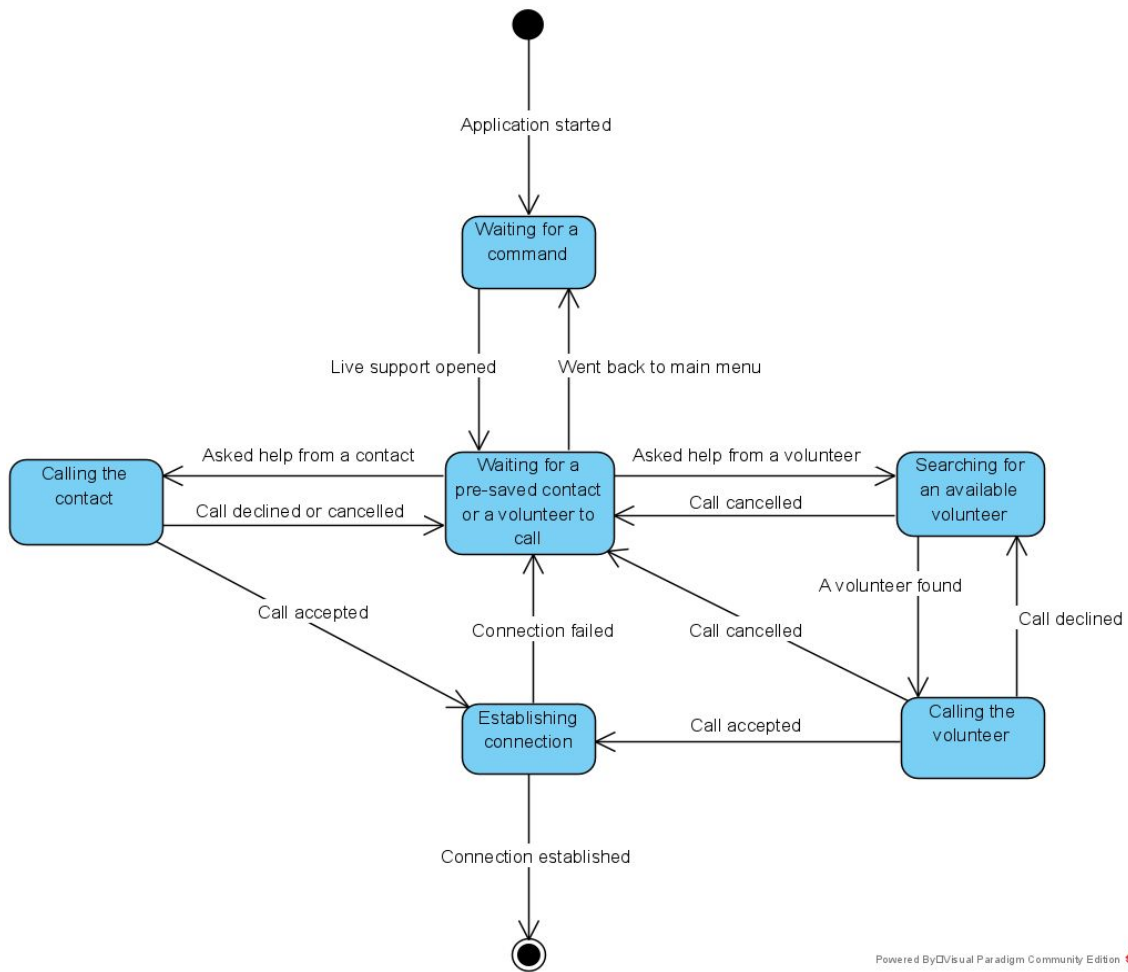 Application started
Waiting for a
command
Live support opened
Went back to main menu
Asked help from a contact
Asked help from a volunteer
Calling the
contact
Waiting for a
pre-saved contact
or a volunteer to
call
Searching for
an available
volunteer
Call declined or cancelled
Call cancelled
A volunteer found
Call accepted
Connection failed
Call cancelled
Call declined
Establishing
connection
Call accepted
Calling the
volunteer
Connection established
Powered By□Visual Paradigm Community Edition